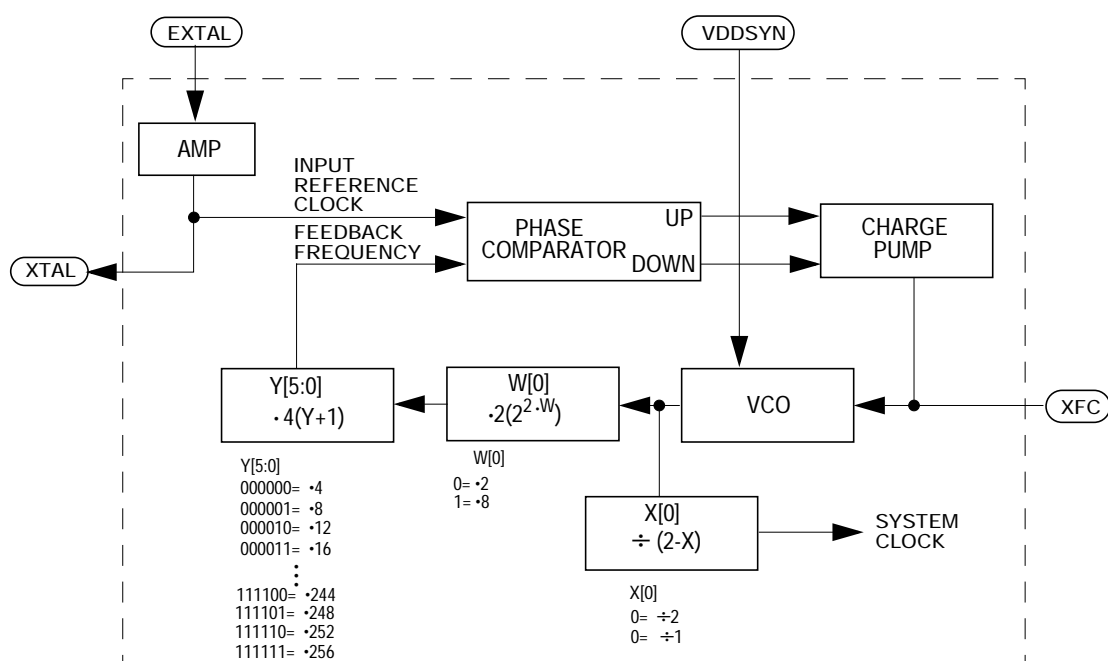 EXTAL
VDDSYN
AMP
INPUT
REFERENCE
CLOCK
FEEDBACK
FREQUENCY
PHASE
COMPARATOR
UP
DOWN
CHARGE
PUMP
XTAL
Y[5:0]
·4(Y+1)
W[0]
·2(2^2·W)
VCO
XFC
Y[5:0]
000000= •4
000001= •8
000010= •12
000011= •16
⋮
111100= •244
111101= •248
111110= •252
111111= •256
W[0]
0= •2
1= •8
X[0]
÷ (2-X)
SYSTEM
CLOCK
X[0]
0= ÷2
0= ÷1